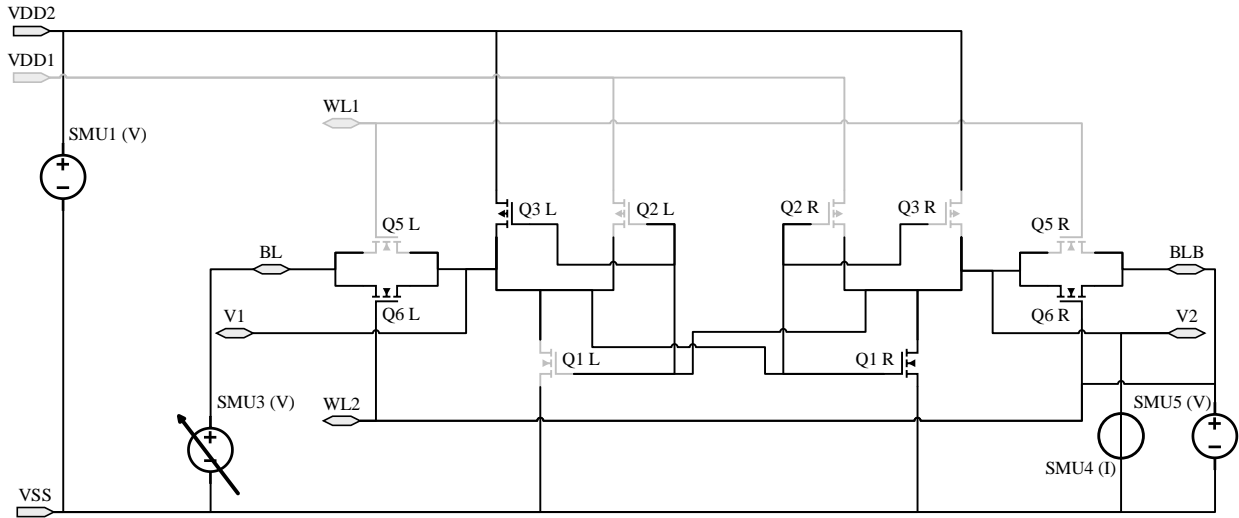 VDD2
VDD1
WL1
SMU1 (V)
Q3 L
Q2 L
Q2 R
Q3 R
Q5 L
Q5 R
BL
BLB
V1
Q6 L
Q6 R
V2
Q1 L
Q1 R
SMU3 (V)
WL2
SMU5 (V)
SMU4 (I)
VSS